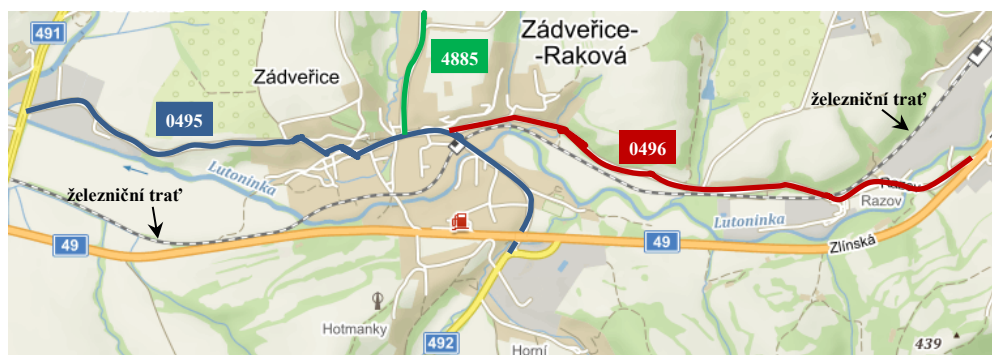 491
4885
Zádveřice-
-Raková
Zádveřice
železniční trať
0495
0496
Lutoninka
železniční trať
Razov
Razov
Lutoninka
49
49
Zlínská
Hotmanky
492
Horní
439